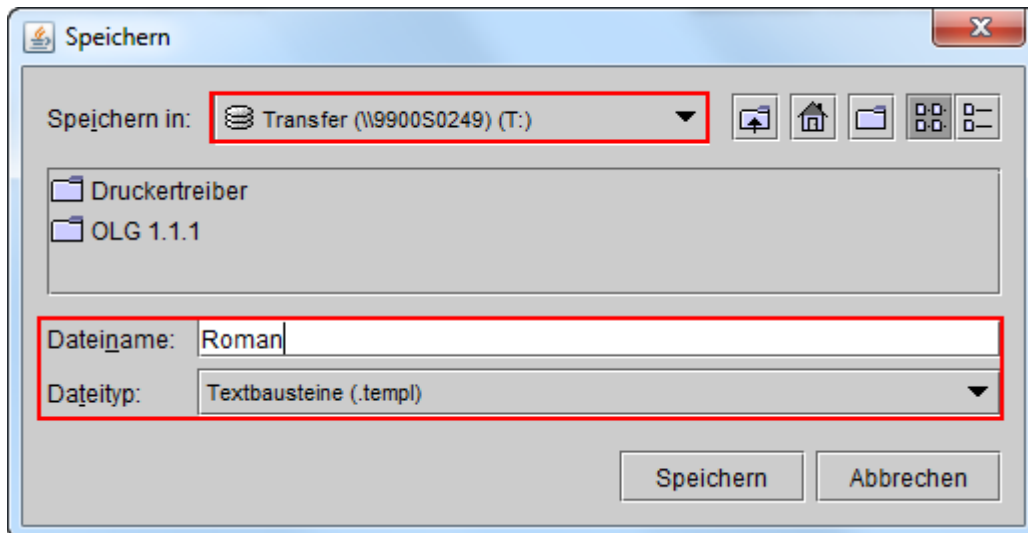 Speichern
Speichern in: Transfer (\\9900S0249) (T:)
Druckertreiber
OLG 1.1.1
Dateiname: Roman
Dateityp: Textbausteine (.templ)
Speichern Abbrechen